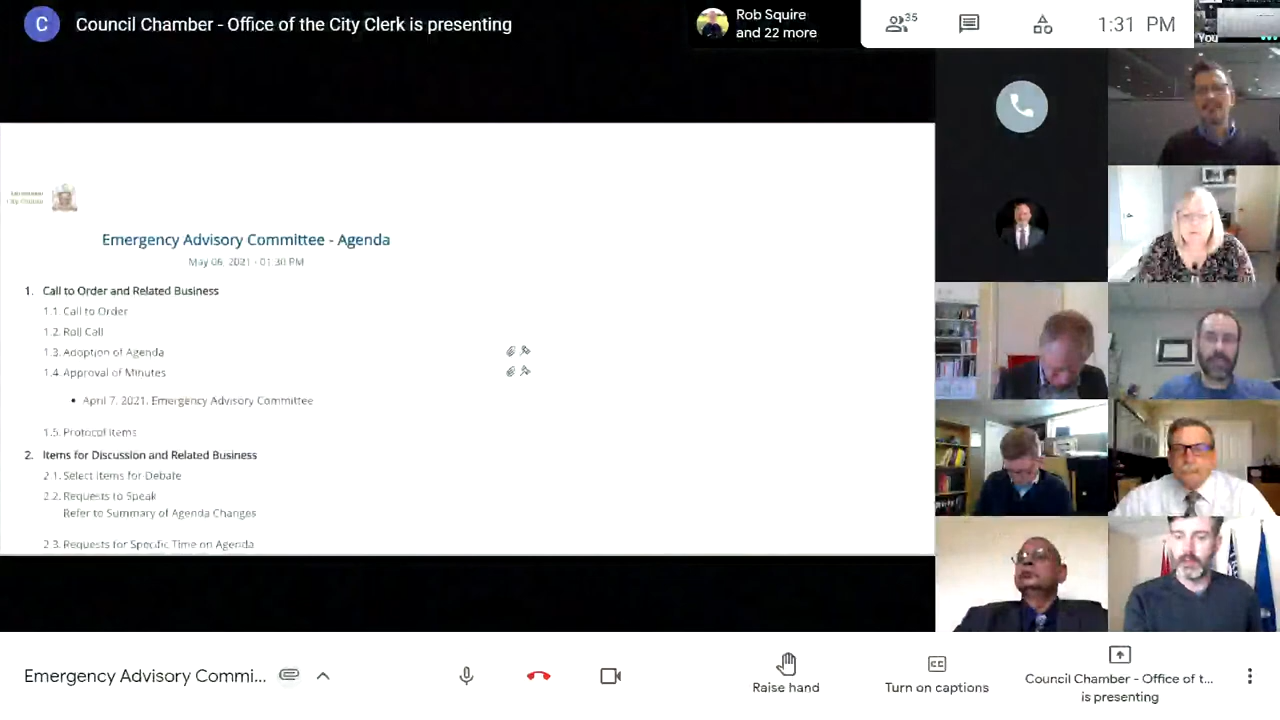 C
Council Chamber - Office of the City Clerk is presenting
Rob Squire
and 22 more
35
1:31 PM
You
Emergency Advisory Committee - Agenda
May 06, 2021 - 01:30 PM
1. Call to Order and Related Business
1.1. Call to Order
1.2. Roll Call
1.3. Adoption of Agenda
1.4. Approval of Minutes
• April 7, 2021, Emergency Advisory Committee
1.5. Protocol Items
2. Items for Discussion and Related Business
2.1. Select Items for Debate
2.2. Requests to Speak
Refer to Summary of Agenda Changes
2.3. Requests for Specific Time on Agenda
Emergency Advisory Commi...
Raise hand
CC
Turn on captions
Council Chamber - Office of t...
is presenting